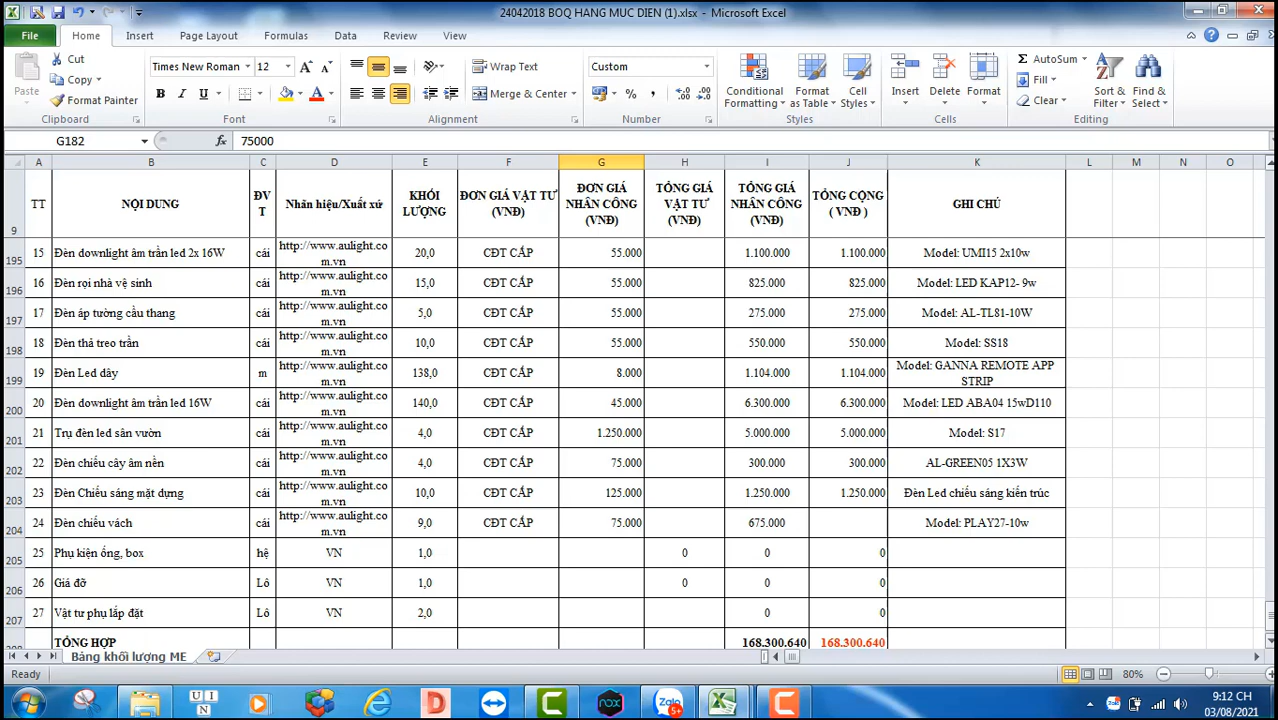 24042018 BOQ HANG MUC DIEN (1).xlsx - Microsoft Excel
File Home Insert Page Layout Formulas Data Review View
Cut
Copy
Format Painter
Paste
Times New Roman 12
B I U
A
Wrap Text
Merge & Center
Custom
%
Conditional Formatting
Format as Table
Cell Styles
Insert Delete Format
Σ AutoSum
Fill
Clear
Sort & Filter
Find & Select
Clipboard Font Alignment Number Styles Cells Editing
G182 fx 75000
A B C D E F G H I J K L M N O
9 TT NỘI DUNG ĐVT Nhãn hiệu/Xuất xứ KHỐI LƯỢNG ĐƠN GIÁ VẬT TƯ (VNĐ) ĐƠN GIÁ NHÂN CÔNG (VNĐ) TỔNG GIÁ VẬT TƯ (VNĐ) TỔNG GIÁ NHÂN CÔNG (VNĐ) TỔNG CỘNG ( VNĐ ) GHI CHÚ
195 15 Đèn downlight âm trần led 2x 16W cái http://www.aulight.com.vn 20,0 CĐT CẤP 55.000 1.100.000 1.100.000 Model: UMI15 2x10w
196 16 Đèn rọi nhà vệ sinh cái http://www.aulight.com.vn 15,0 CĐT CẤP 55.000 825.000 825.000 Model: LED KAP12- 9w
197 17 Đèn áp tường cầu thang cái http://www.aulight.com.vn 5,0 CĐT CẤP 55.000 275.000 275.000 Model: AL-TL81-10W
198 18 Đèn thả treo trần cái http://www.aulight.com.vn 10,0 CĐT CẤP 55.000 550.000 550.000 Model: SS18
199 19 Đèn Led dây m http://www.aulight.com.vn 138,0 CĐT CẤP 8.000 1.104.000 1.104.000 Model: GANNA REMOTE APP STRIP
200 20 Đèn downlight âm trần led 16W cái http://www.aulight.com.vn 140,0 CĐT CẤP 45.000 6.300.000 6.300.000 Model: LED ABA04 15wD110
201 21 Trụ đèn led sân vườn cái http://www.aulight.com.vn 4,0 CĐT CẤP 1.250.000 5.000.000 5.000.000 Model: S17
202 22 Đèn chiếu cây âm nền cái http://www.aulight.com.vn 4,0 CĐT CẤP 75.000 300.000 300.000 AL-GREEN05 1X3W
203 23 Đèn Chiếu sáng mặt dựng cái http://www.aulight.com.vn 10,0 CĐT CẤP 125.000 1.250.000 1.250.000 Đèn Led chiếu sáng kiến trúc
204 24 Đèn chiếu vách cái http://www.aulight.com.vn 9,0 CĐT CẤP 75.000 675.000 Model: PLAY27-10w
205 25 Phụ kiện ống, box hệ VN 1,0 0 0 0
206 26 Giá đỡ Lô VN 1,0 0 0 0
207 27 Vật tư phụ lắp đặt Lô VN 2,0 0 0
TỔNG HỢP 168.300.640 168.300.640
Bảng khối lượng ME
Ready 80%
U I
N
D
nox
Zalo
5+
9:12 CH
03/08/2021